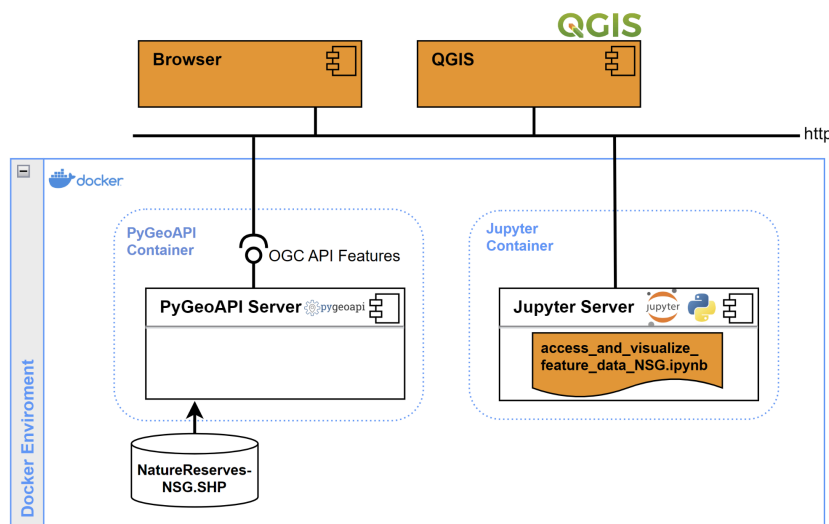 QGIS
Browser
QGIS
http
docker
PyGeoAPI
Container
Jupyter
Container
OGC API Features
PyGeoAPI Server
pygeoapi
Jupyter Server
jupyter
access_and_visualize_
feature_data_NSG.ipynb
NatureReserves-
NSG.SHP
Docker Enviroment